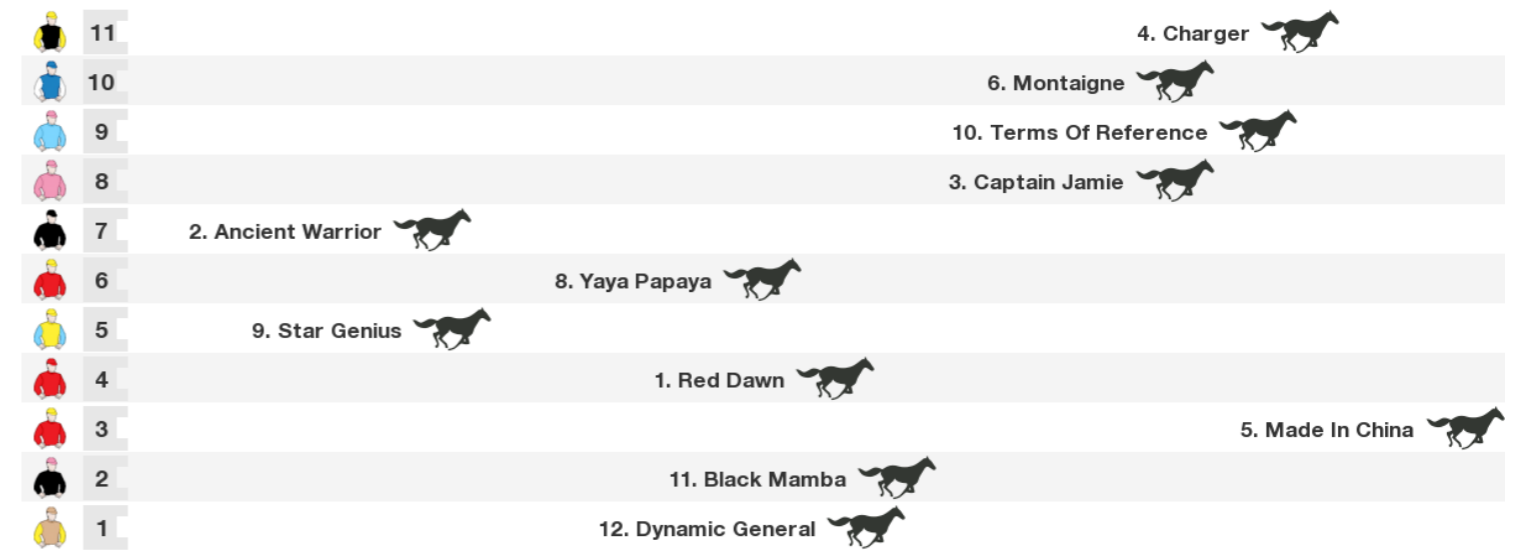 11 4. Charger
10 6. Montaigne
9 10. Terms Of Reference
8 3. Captain Jamie
7 2. Ancient Warrior
6 8. Yaya Papaya
5 9. Star Genius
4 1. Red Dawn
3 5. Made In China
2 11. Black Mamba
1 12. Dynamic General